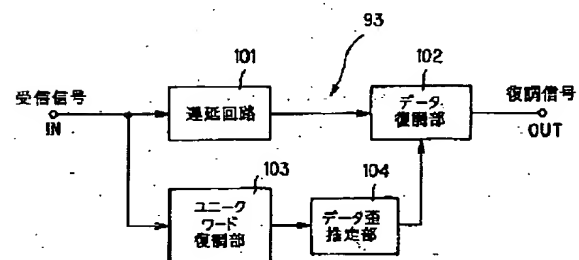 93
101
102
受信信号
IN
遅延回路
データ
復調部
復調信号
OUT
103
104
ユニーク
ワード
復調部
データ歪
推定部